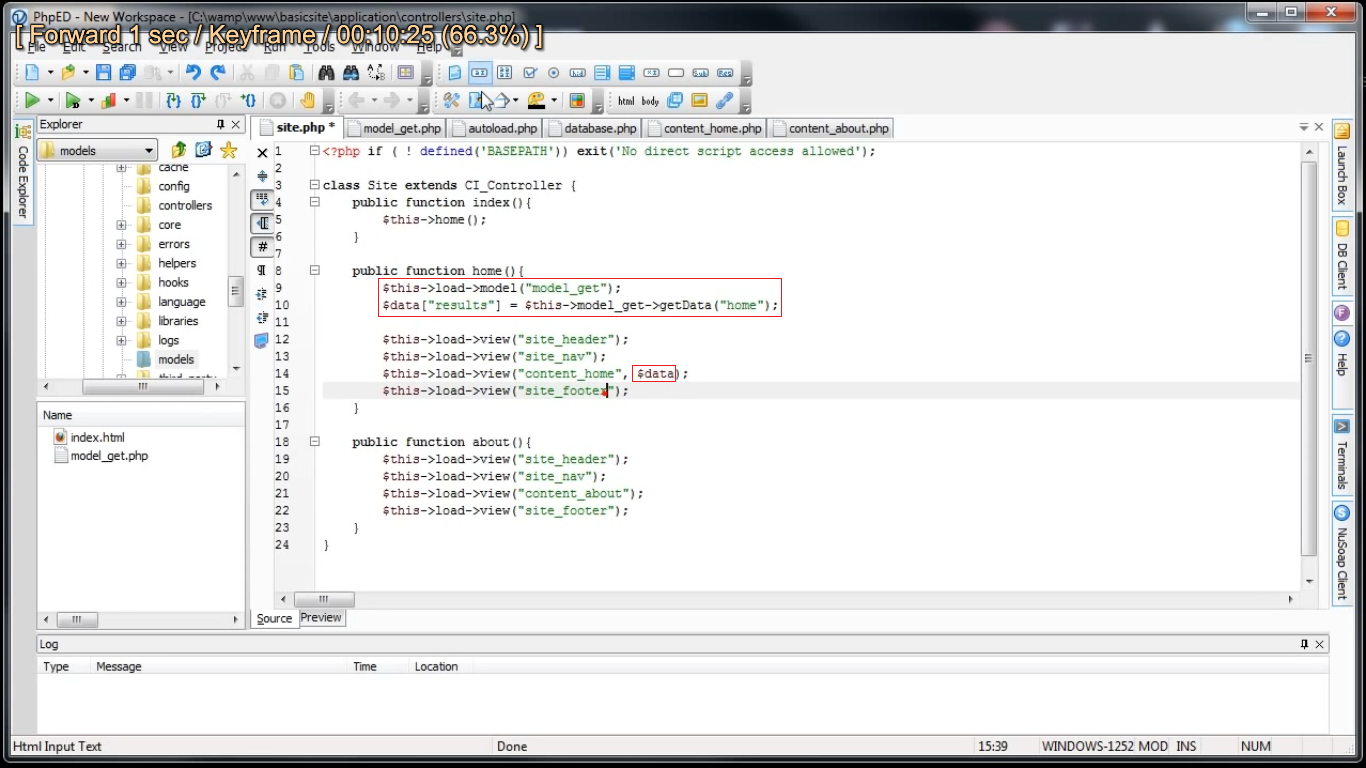 PhpED - New Workspace - [C:\wamp\www\basicsite\application\controllers\site.php]
[ Forward 1 sec / Keyframe / 00:10:25 (66.3%) ]
File Edit Search View Project Run Tools Window Help
html body
Explorer
site.php * model_get.php autoload.php database.php content_home.php content_about.php
models
cache
config
controllers
core
errors
helpers
hooks
language
libraries
logs
models
Name
index.html
model_get.php
Code Explorer
1 <?php if ( ! defined('BASEPATH')) exit('No direct script access allowed');
2
3 class Site extends CI_Controller {
4 public function index(){
5 $this->home();
6 }
7
8 public function home(){
9 $this->load->model("model_get");
10 $data["results"] = $this->model_get->getData("home");
11
12 $this->load->view("site_header");
13 $this->load->view("site_nav");
14 $this->load->view("content_home", $data);
15 $this->load->view("site_footer");
16 }
17
18 public function about(){
19 $this->load->view("site_header");
20 $this->load->view("site_nav");
21 $this->load->view("content_about");
22 $this->load->view("site_footer");
23 }
24 }
Source Preview
Launch Box
DB Client
Help
Terminals
NuSoap Client
Log
Type Message Time Location
Html Input Text Done 15:39 WINDOWS-1252 MOD INS NUM